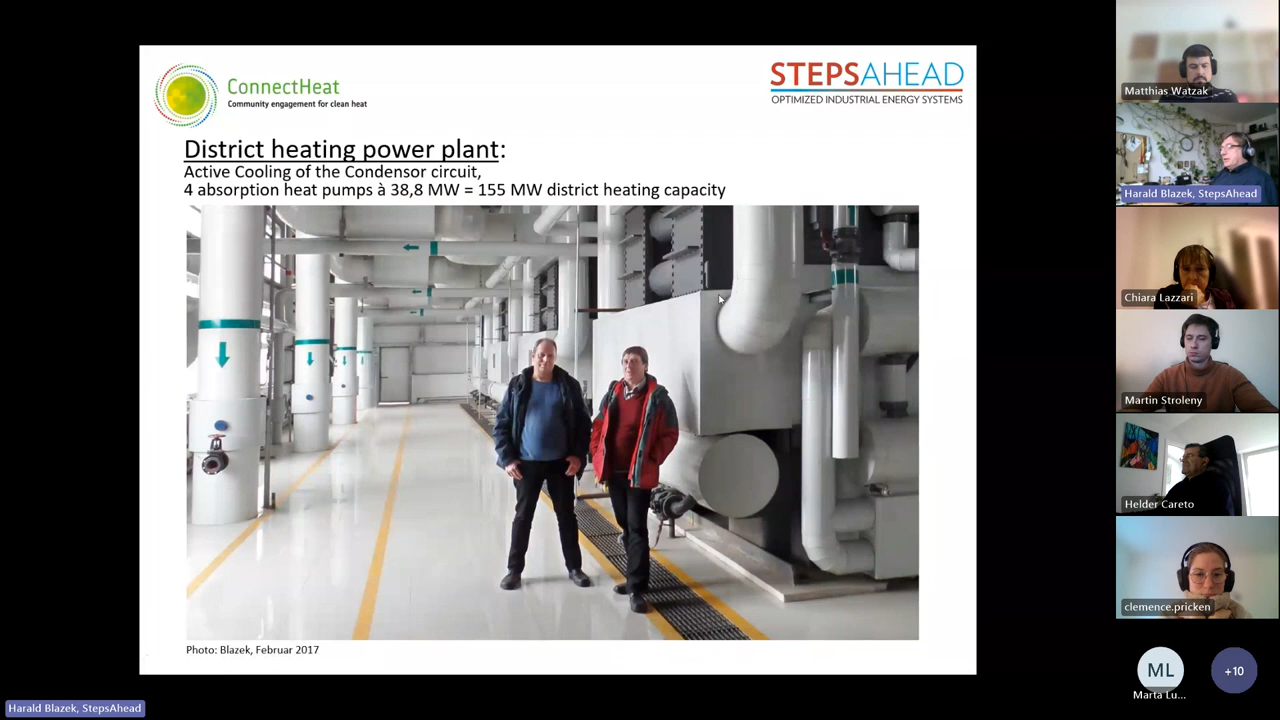 ConnectHeat
Community engagement for clean heat
STEPSAHEAD
OPTIMIZED INDUSTRIAL ENERGY SYSTEMS
District heating power plant:
Active Cooling of the Condensor circuit,
4 absorption heat pumps à 38,8 MW = 155 MW district heating capacity
Photo: Blazek, Februar 2017
Harald Blazek, StepsAhead
Matthias Watzak
Harald Blazek, StepsAhead
Chiara Lazzari
Martin Stroleny
Helder Careto
clemence.pricken
ML
Marta Lu...
+10